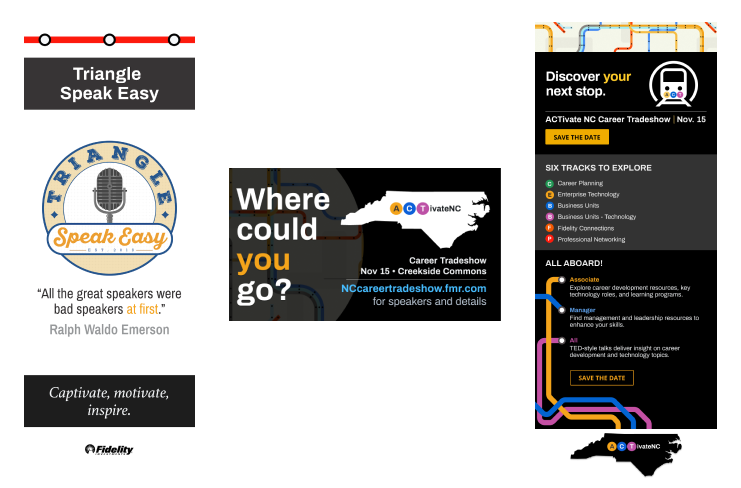 Triangle
Speak Easy
TRIANGLE
Speak Easy
“All the great speakers were
bad speakers at first.”
Ralph Waldo Emerson
Captivate, motivate,
inspire.
Fidelity
Where
could
you
go?
ACTivateNC
Career Tradeshow
Nov 15 • Creekside Commons
NCcareertradeshow.fmr.com
for speakers and details
Discover your
next stop.
A C T
ACTivate NC Career Tradeshow | Nov. 15
SAVE THE DATE
SIX TRACKS TO EXPLORE
C Career Planning
E Enterprise Technology
B Business Units
B Business Units - Technology
F Fidelity Connections
P Professional Networking
ALL ABOARD!
Associate
Explore career development resources, key
technology roles, and learning programs.
Manager
Find management and leadership resources to
enhance your skills.
All
TED-style talks deliver insight on career
development and technology topics.
SAVE THE DATE
ACTivateNC